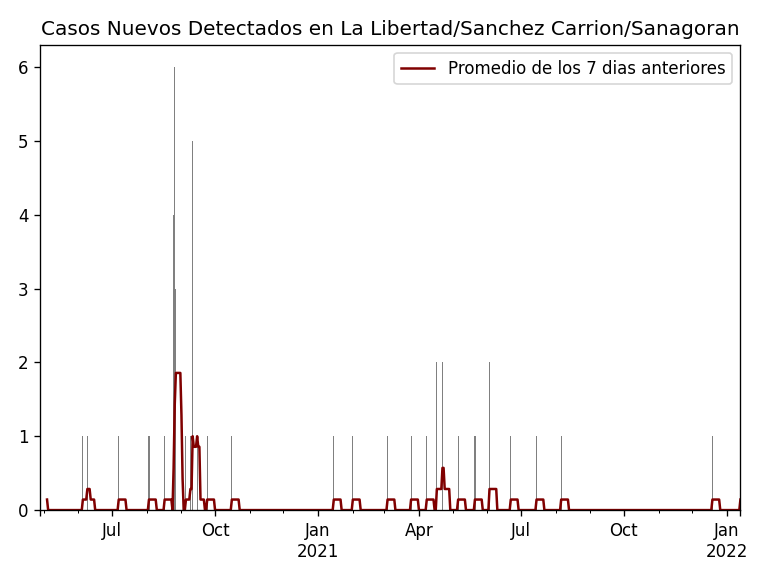 Casos Nuevos Detectados en La Libertad/Sanchez Carrion/Sanagoran
Promedio de los 7 dias anteriores
6
5
4
3
2
1
0
Jul Oct Jan Apr Jul Oct Jan
2021 2022